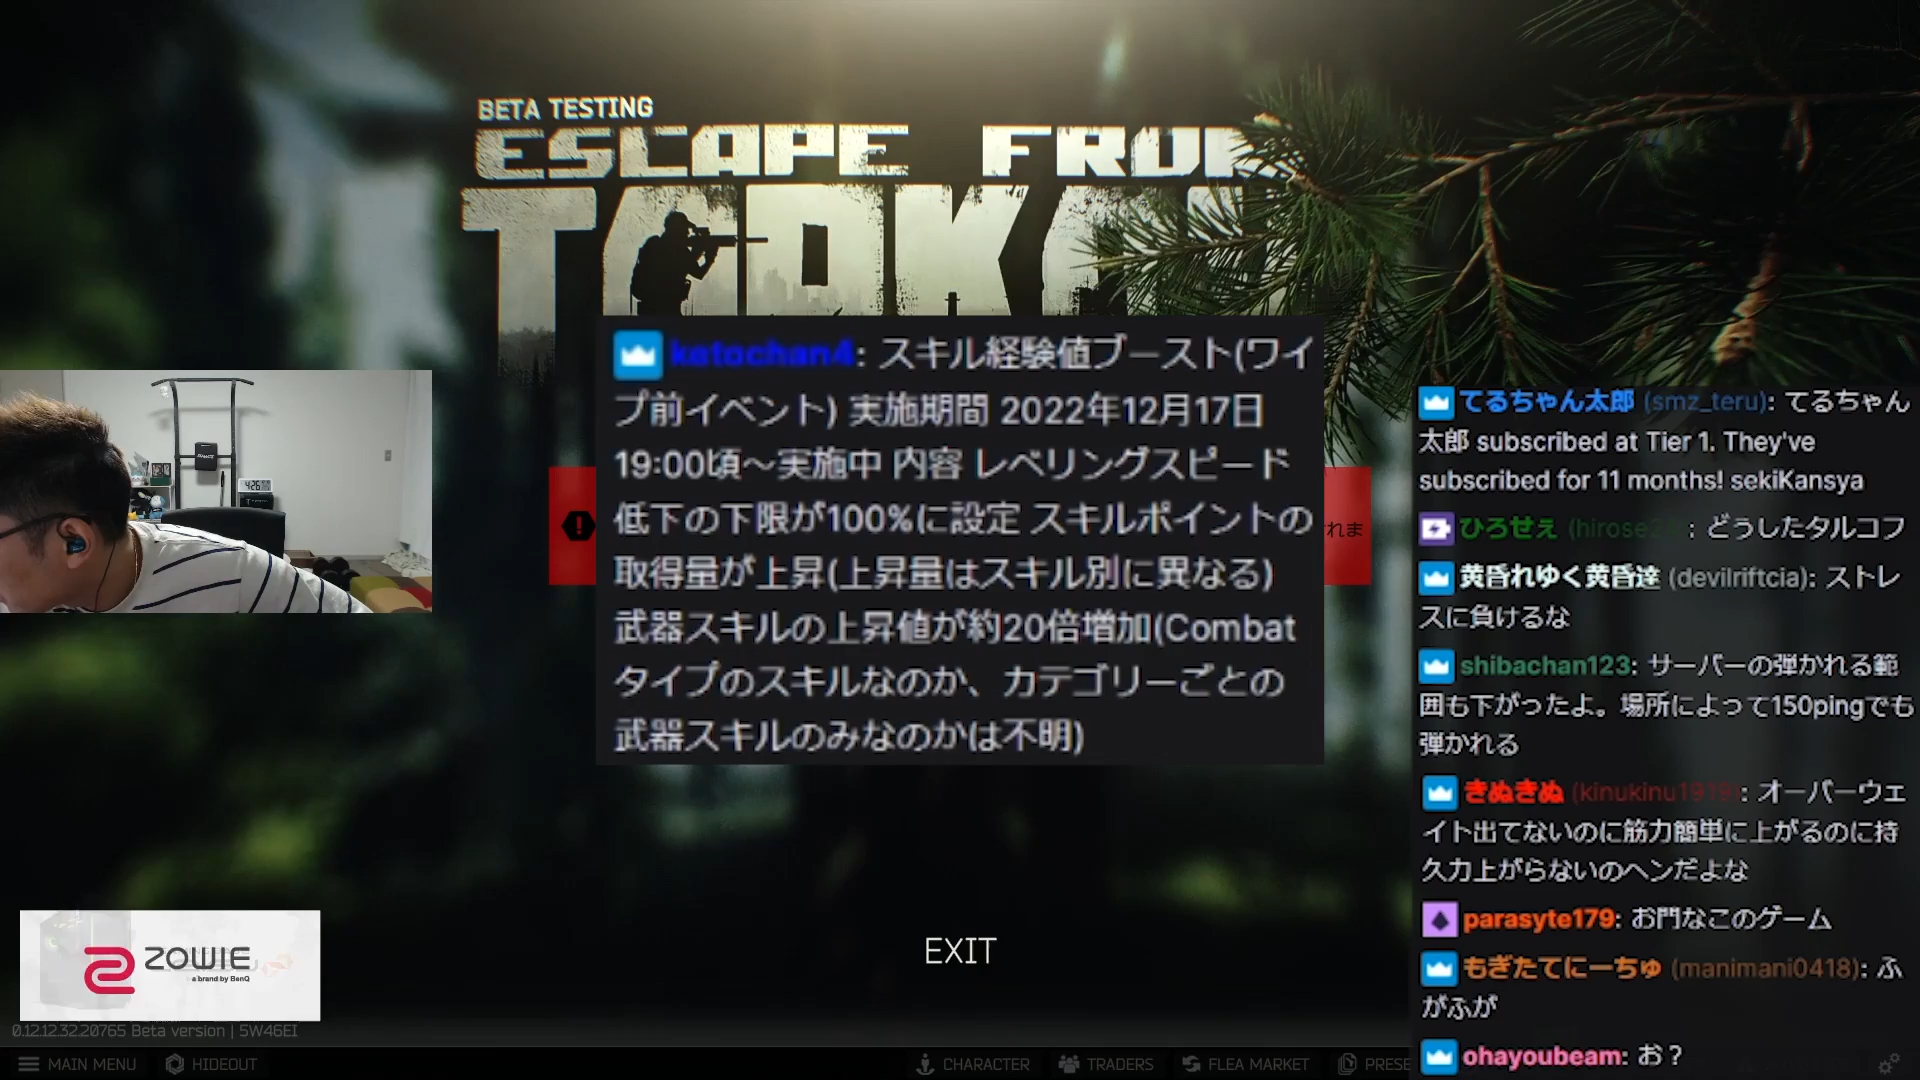 BETA TESTING
ESCAPE FROM
TARKOV
katochan4: スキル経験値ブースト(ワイ
プ前イベント) 実施期間 2022年12月17日
19:00頃～実施中 内容 レベリングスピード
低下の下限が100%に設定 スキルポイントの
取得量が上昇(上昇量はスキル別に異なる)
武器スキルの上昇値が約20倍増加(Combat
タイプのスキルなのか、カテゴリーごとの
武器スキルのみなのかは不明)
れま
てるちゃん太郎 (smz_teru): てるちゃん
太郎 subscribed at Tier 1. They've
subscribed for 11 months! sekiKansya
ひろせえ : どうしたタルコフ
黄昏れゆく黄昏達 (devilriftcia): ストレ
スに負けるな
shibachan123: サーバーの弾かれる範
囲も下がったよ。場所によって150pingでも
弾かれる
きぬきぬ (kinukinu1919): オーバーウェ
イト出てないのに筋力簡単に上がるのに持
久力上がらないのヘンだよな
parasyte179: お門なこのゲーム
もぎたてにーちゅ (manimani0418): ふ
がふが
ohayoubeam: お？
EXIT
ZOWIE
a brand by BenQ
0.12.12.32.20765 Beta version | 5W46EI
MAIN MENU HIDEOUT CHARACTER TRADERS FLEA MARKET PRESE